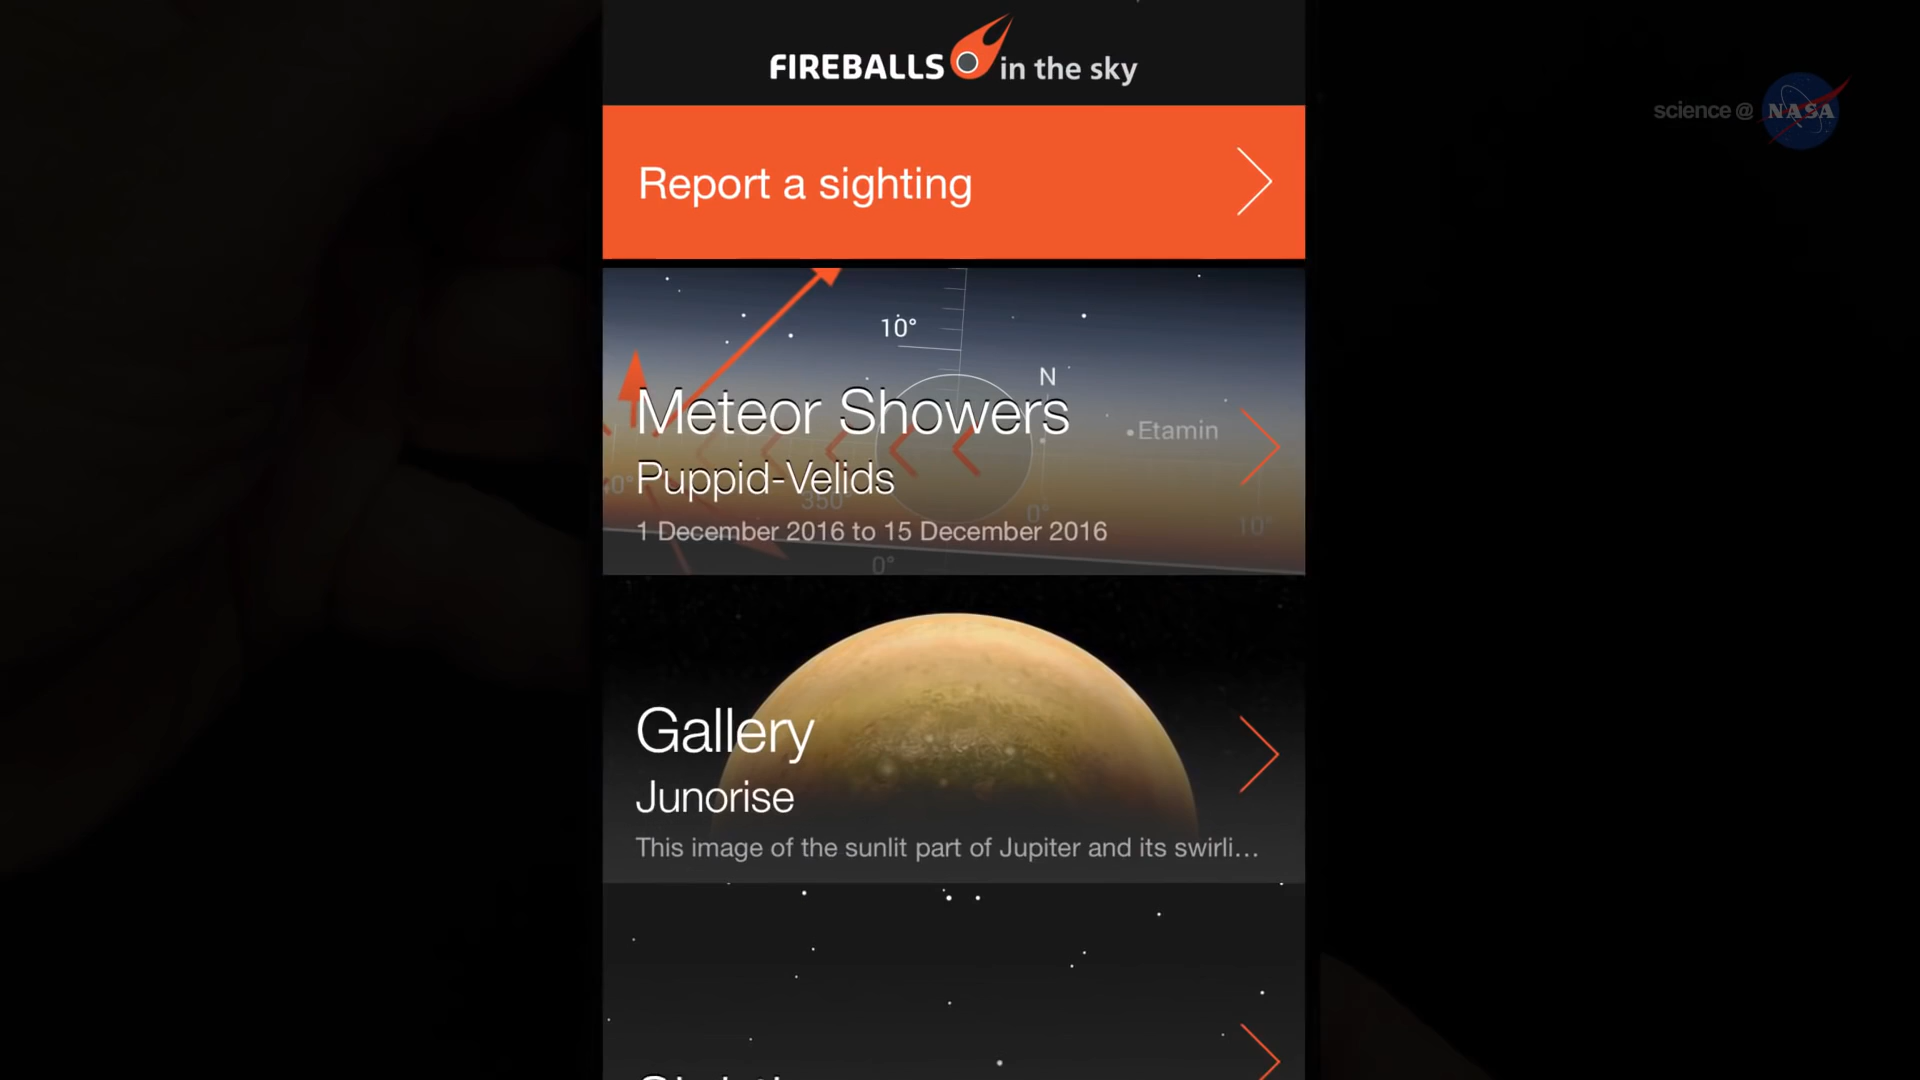 FIREBALLS in the sky
science @ NASA
Report a sighting
10°
N
Meteor Showers
Etamin
Puppid-Velids
350°
0°
10°
1 December 2016 to 15 December 2016
0°
Gallery
Junorise
This image of the sunlit part of Jupiter and its swirli...